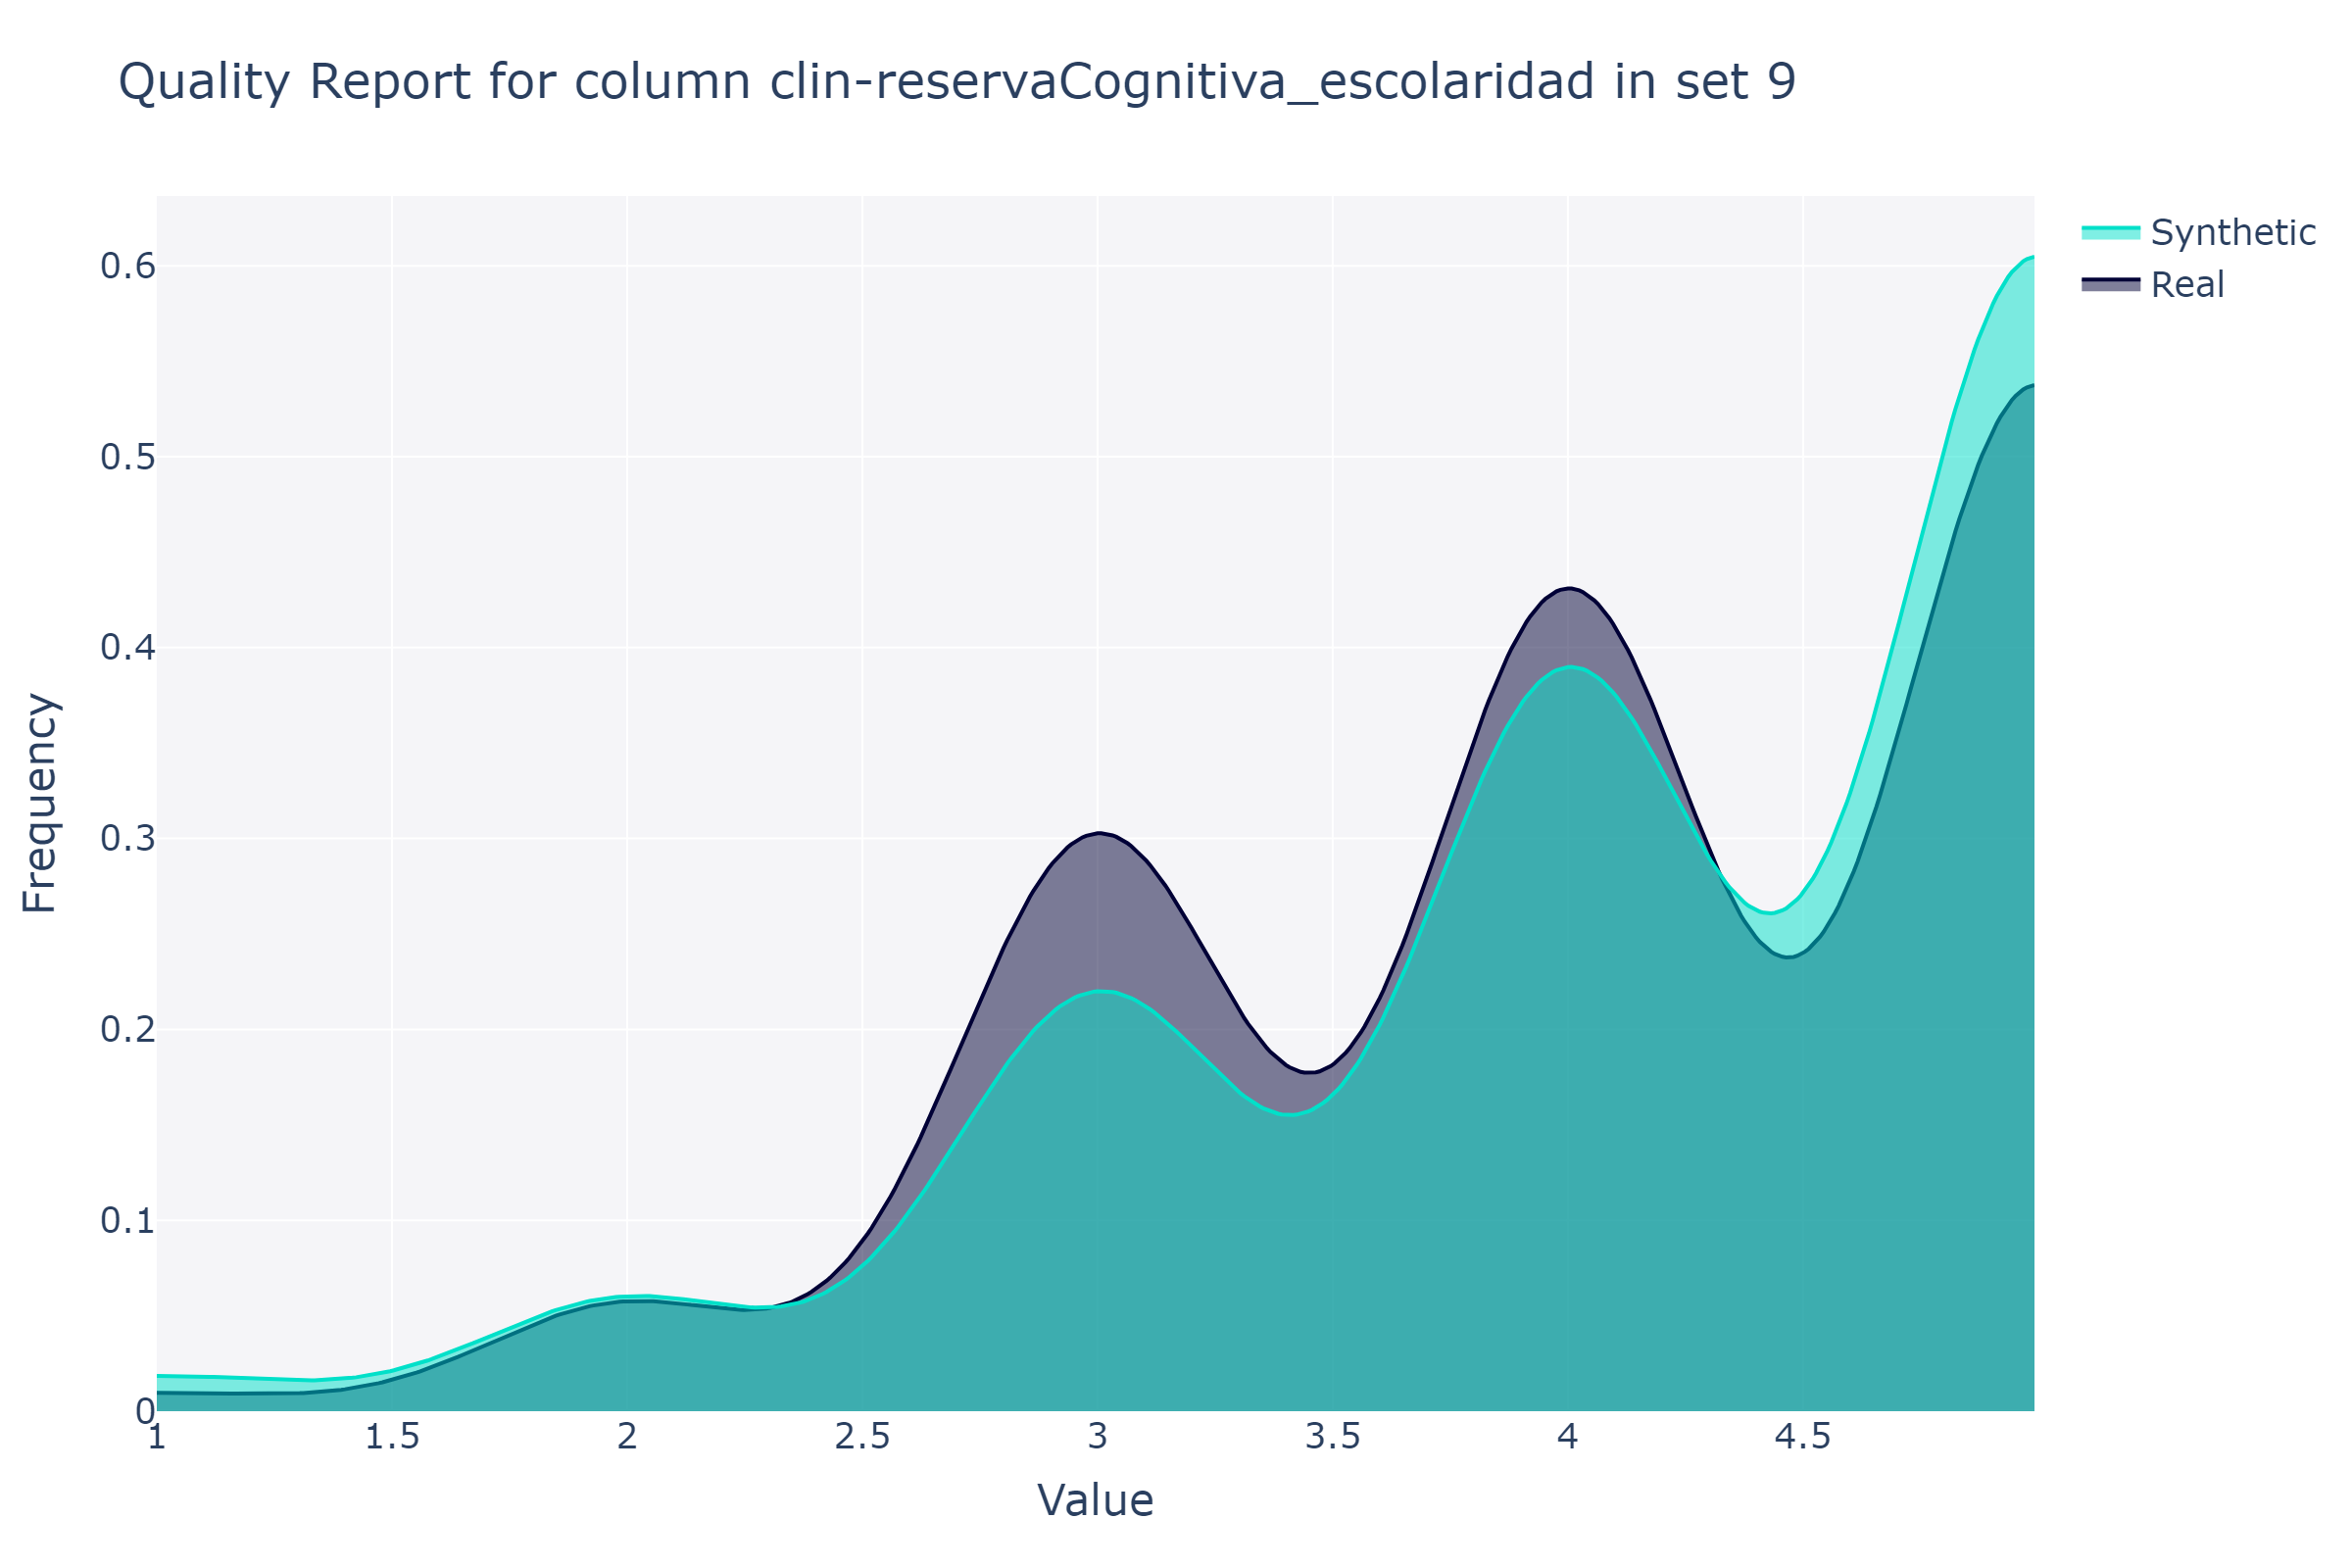 Quality Report for column clin-reservaCognitiva_escolaridad in set 9
Synthetic
Real
Frequency
0.6
0.5
0.4
0.3
0.2
0.1
0
1 1.5 2 2.5 3 3.5 4 4.5
Value